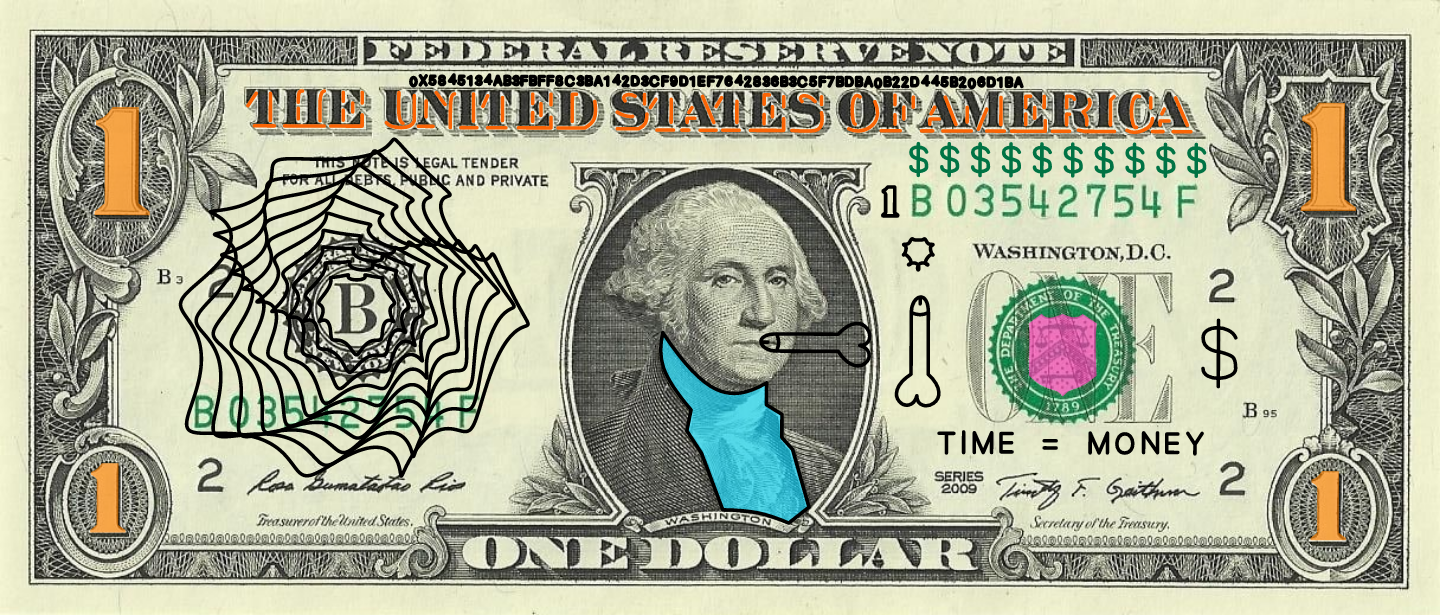 FEDERAL RESERVE NOTE
0X5845134AB3FBFF8C3BA142D3CF9D1EF7642836B3C5F7BDBA0B22D445B206D1BA
THE UNITED STATES OF AMERICA
1
1
THIS NOTE IS LEGAL TENDER
FOR ALL DEBTS, PUBLIC AND PRIVATE
$$$$$$$$$$
1
B 03542754 F
WASHINGTON, D.C.
B 3
2
B
ONE
THE DEPARTMENT OF THE TREASURY
1789
2
$
B 03542754 F
B 95
TIME = MONEY
2
Rosa Gumataotao Rios
Treasurer of the United States.
WASHINGTON
SERIES
2009
Timothy F. Geithner
Secretary of the Treasury.
2
1
1
ONE DOLLAR